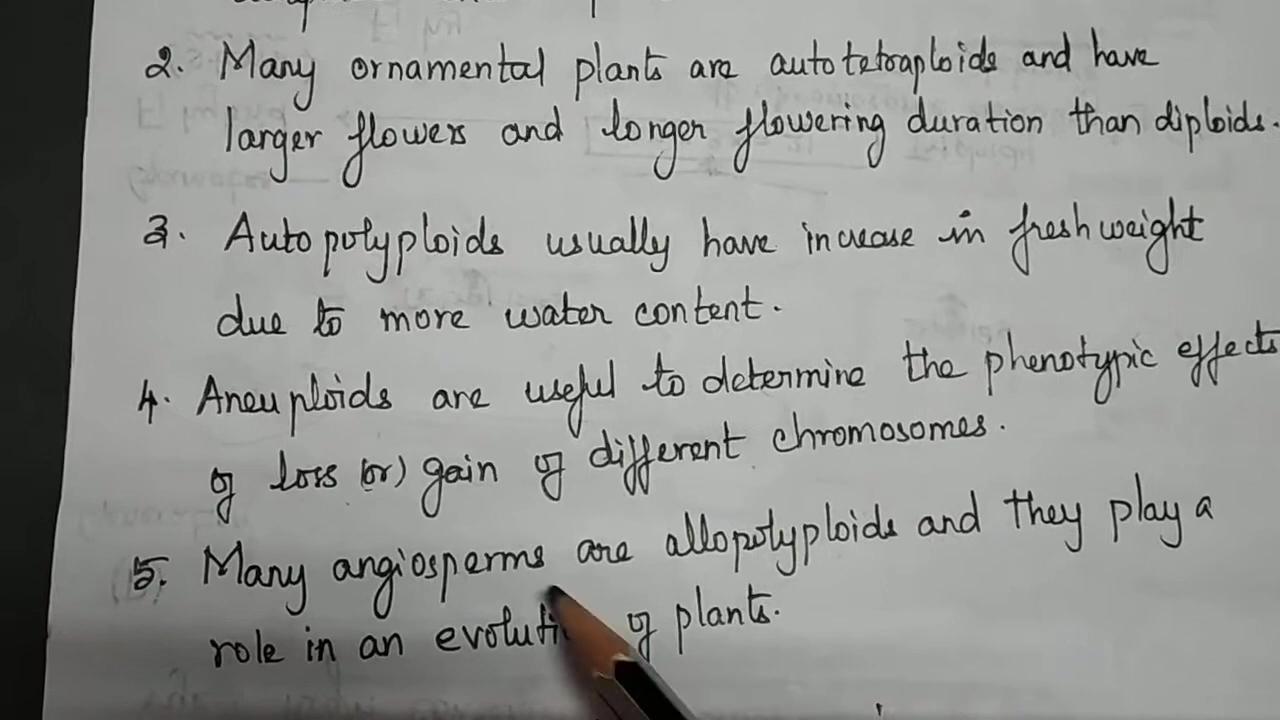 2. Many ornamental plants are autotetraploids and have
larger flowers and longer flowering duration than diploids.
3. Autopolyploids usually have increase in fresh weight
due to more water content.
4. Aneuploids are useful to determine the phenotypic effects
of loss (or) gain of different chromosomes.
5. Many angiosperms are allopolyploids and they play a
role in an evoluti of plants.